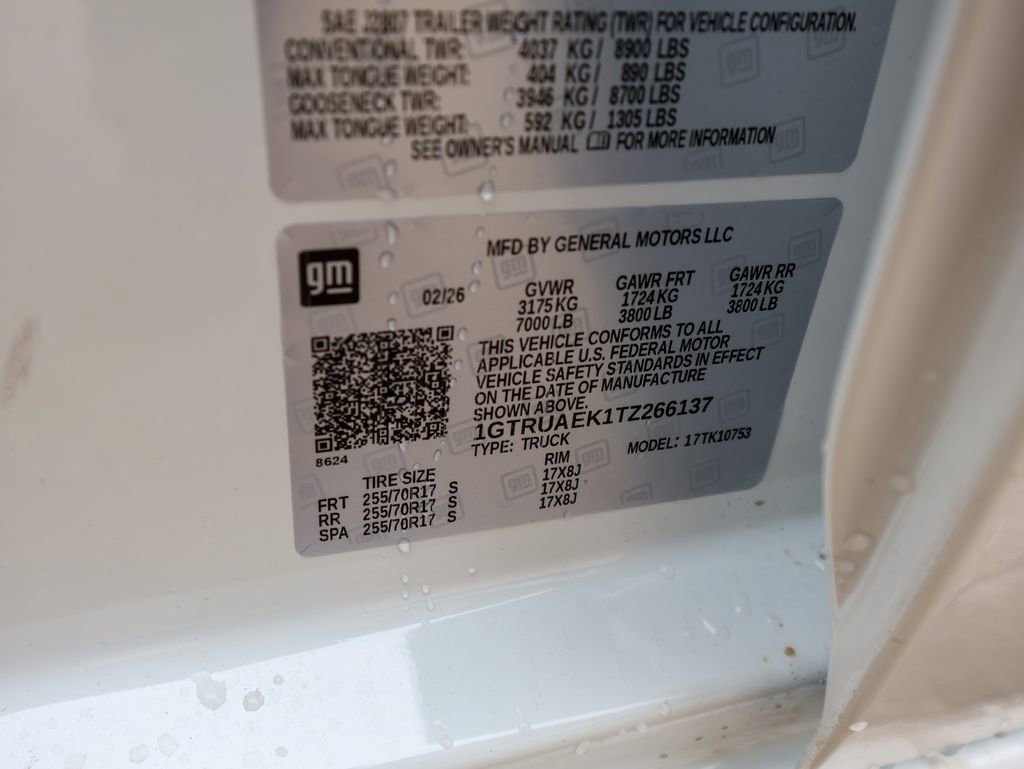 SAE J2807 TRAILER WEIGHT RATING (TWR) FOR VEHICLE CONFIGURATION.
CONVENTIONAL TWR: 4037 KG / 8900 LBS
MAX TONGUE WEIGHT: 404 KG / 890 LBS
GOOSENECK TWR: 3946 KG / 8700 LBS
MAX TONGUE WEIGHT: 592 KG / 1305 LBS
SEE OWNER'S MANUAL FOR MORE INFORMATION
gm
MFD BY GENERAL MOTORS LLC
02/26
GVWR GAWR FRT GAWR RR
3175 KG 1724 KG 1724 KG
7000 LB 3800 LB 3800 LB
THIS VEHICLE CONFORMS TO ALL
APPLICABLE U.S. FEDERAL MOTOR
VEHICLE SAFETY STANDARDS IN EFFECT
ON THE DATE OF MANUFACTURE
SHOWN ABOVE.
1GTRUAEK1TZ266137
TYPE: TRUCK MODEL: 17TK10753
8624
TIRE SIZE RIM
FRT 255/70R17 S 17X8J
RR 255/70R17 S 17X8J
SPA 255/70R17 S 17X8J